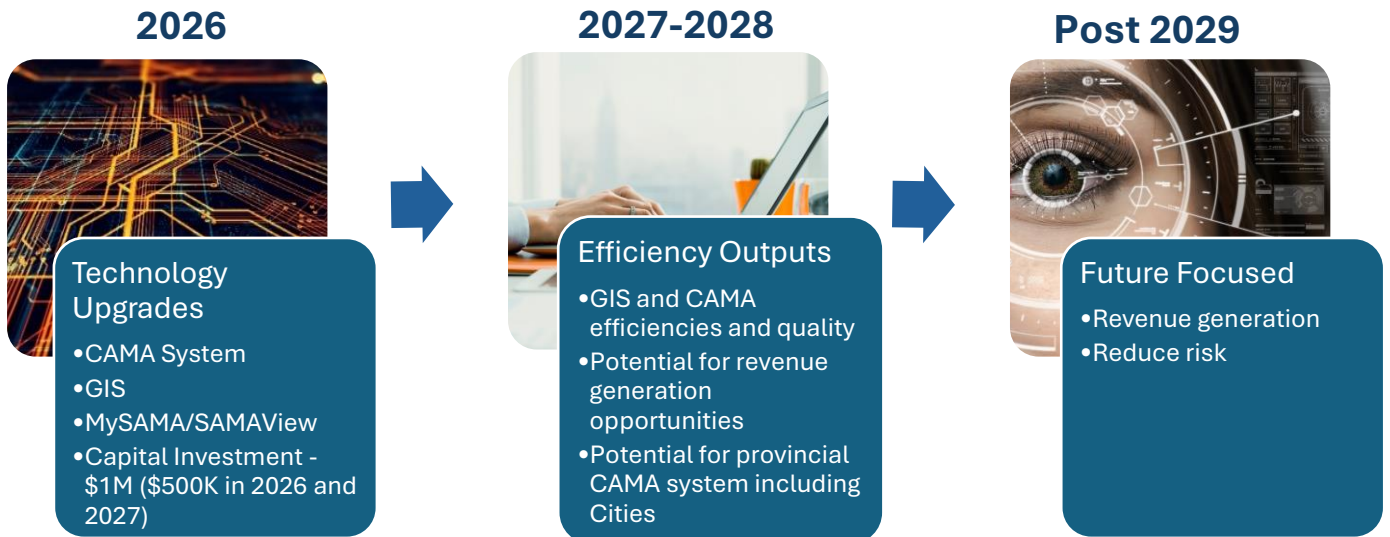 2026
Technology
Upgrades
•CAMA System
•GIS
•MySAMA/SAMAView
•Capital Investment -
$1M ($500K in 2026 and
2027)
2027-2028
Efficiency Outputs
•GIS and CAMA
efficiencies and quality
•Potential for revenue
generation
opportunities
•Potential for provincial
CAMA system including
Cities
Post 2029
Future Focused
•Revenue generation
•Reduce risk